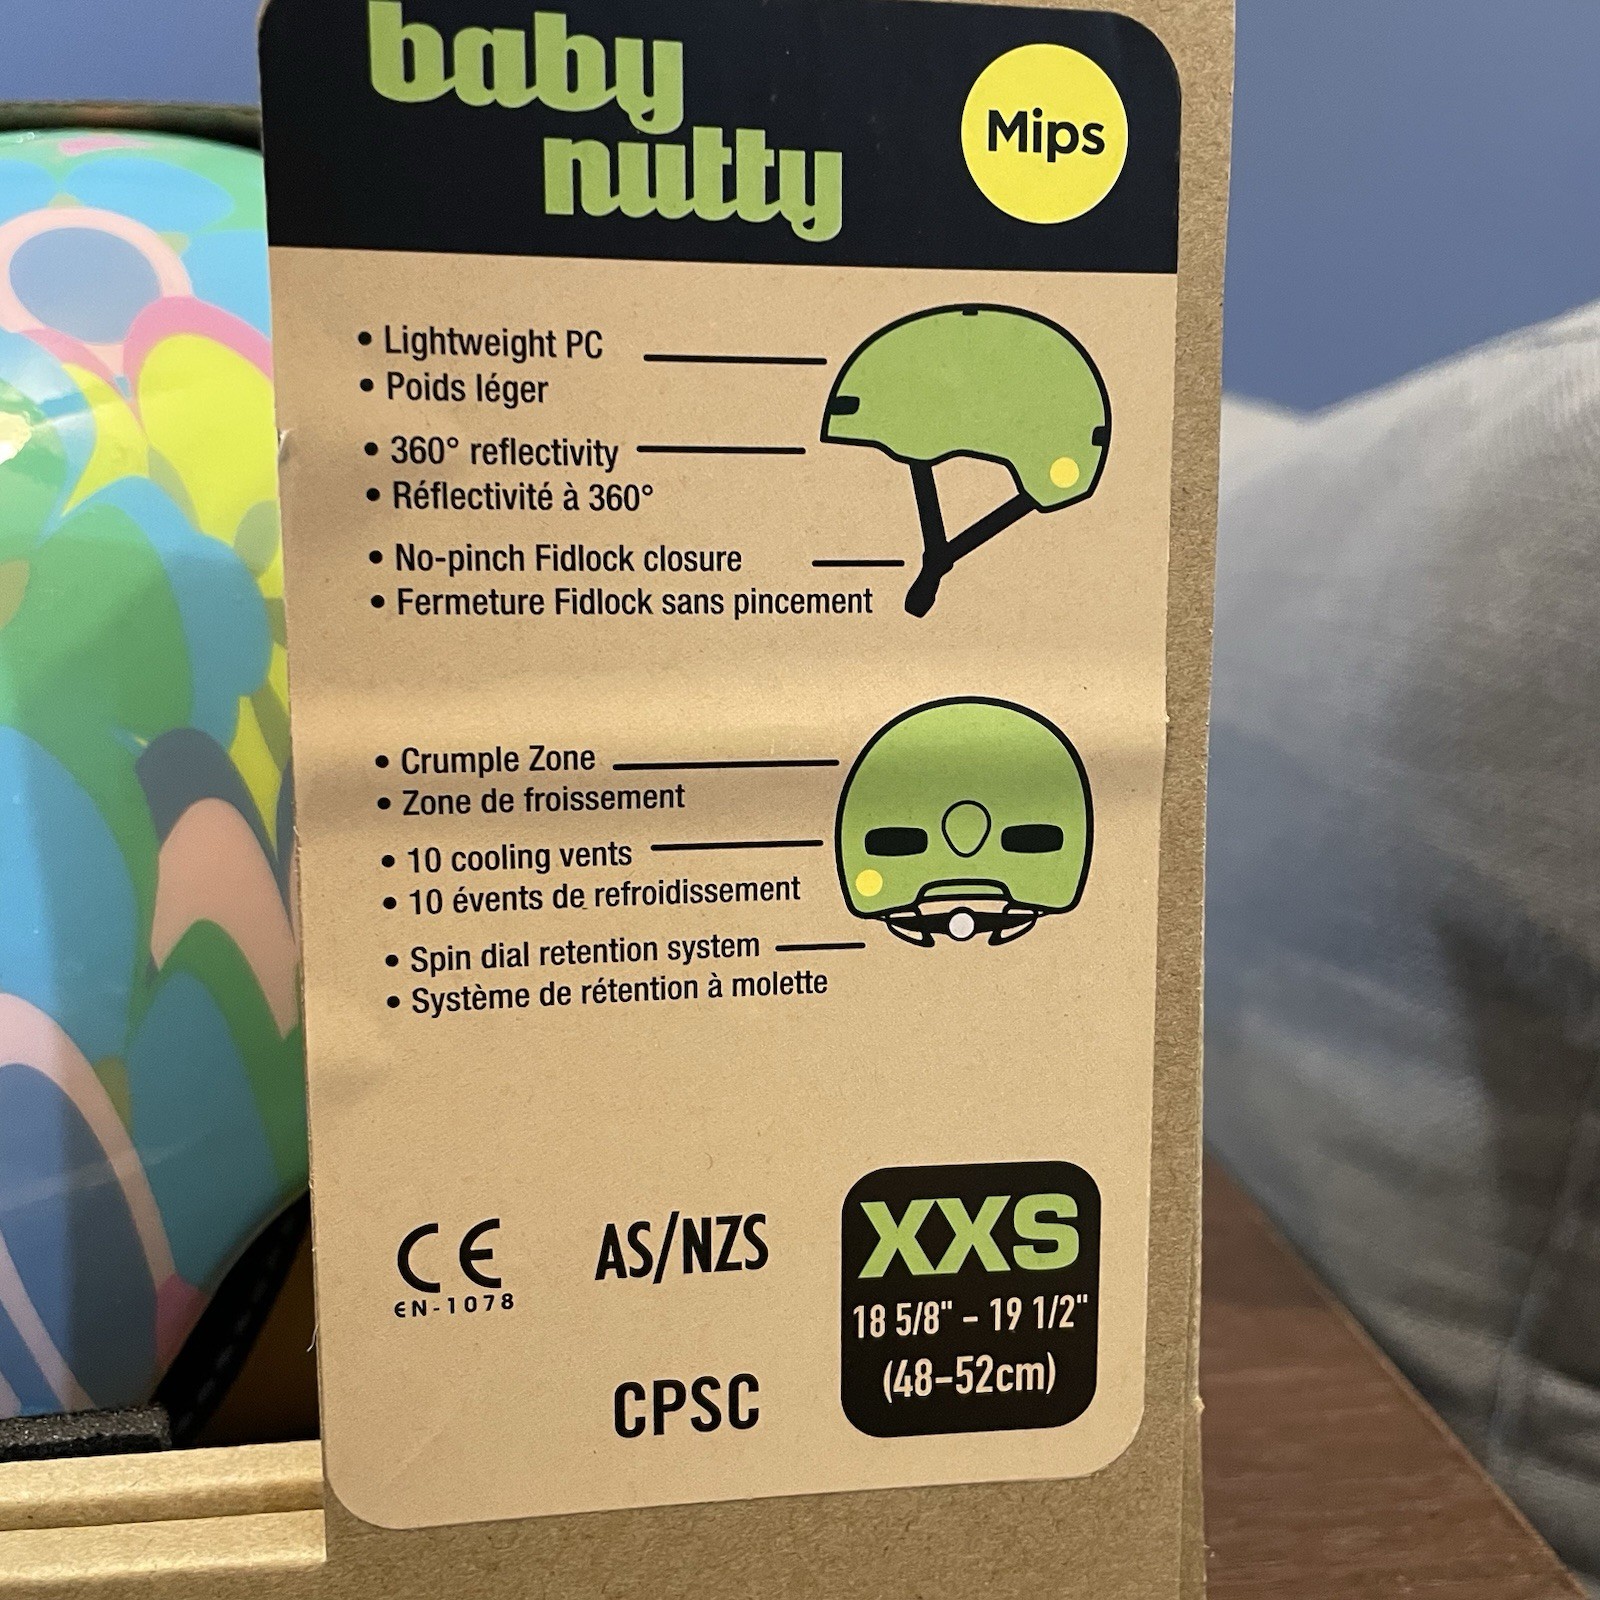 baby
nutty
Mips
• Lightweight PC
• Poids léger
• 360° reflectivity
• Réflectivité à 360°
• No-pinch Fidlock closure
• Fermeture Fidlock sans pincement
• Crumple Zone
• Zone de froissement
• 10 cooling vents
• 10 évents de refroidissement
• Spin dial retention system
• Système de rétention à molette
CE
EN-1078
AS/NZS
CPSC
XXS
18 5/8" – 19 1/2"
(48–52cm)